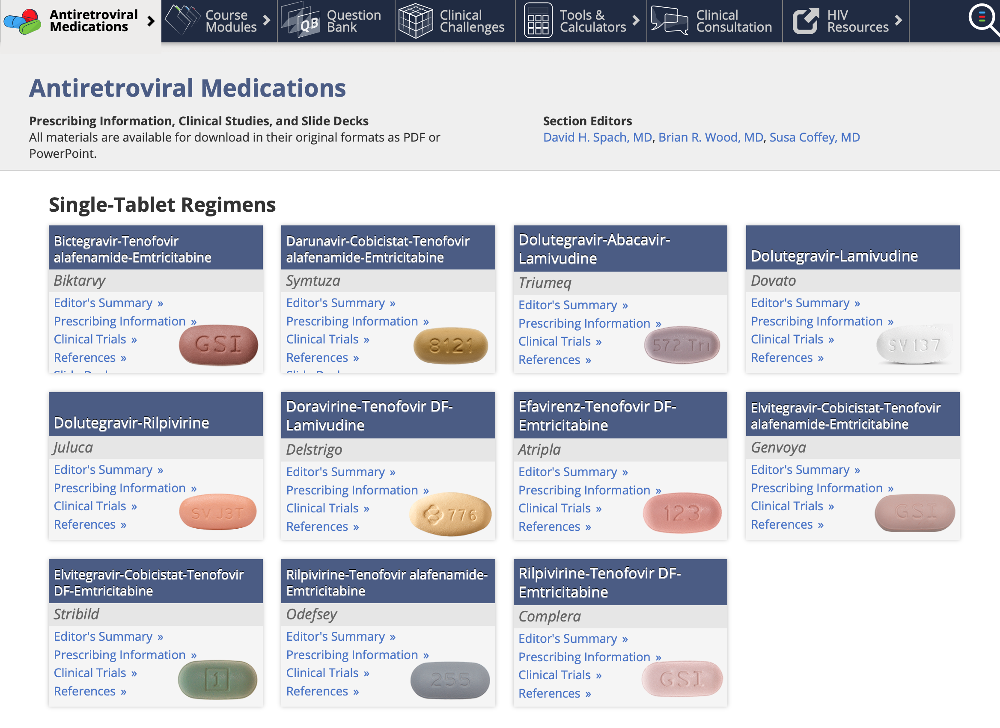 Antiretroviral
Medications
Course
Modules
QB
Question
Bank
Clinical
Challenges
Tools &
Calculators
Clinical
Consultation
HIV
Resources
Antiretroviral Medications
Prescribing Information, Clinical Studies, and Slide Decks
All materials are available for download in their original formats as PDF or
PowerPoint.
Section Editors
David H. Spach, MD, Brian R. Wood, MD, Susa Coffey, MD
Single-Tablet Regimens
Bictegravir-Tenofovir
alafenamide-Emtricitabine
Biktarvy
Editor's Summary »
Prescribing Information »
Clinical Trials »
References »
GSI
Darunavir-Cobicistat-Tenofovir
alafenamide-Emtricitabine
Symtuza
Editor's Summary »
Prescribing Information »
Clinical Trials »
References »
8121
Dolutegravir-Abacavir-
Lamivudine
Triumeq
Editor's Summary »
Prescribing Information »
Clinical Trials »
References »
572 Tri
Dolutegravir-Lamivudine
Dovato
Editor's Summary »
Prescribing Information »
Clinical Trials »
References »
SV 137
Dolutegravir-Rilpivirine
Juluca
Editor's Summary »
Prescribing Information »
Clinical Trials »
References »
SV J3T
Doravirine-Tenofovir DF-
Lamivudine
Delstrigo
Editor's Summary »
Prescribing Information »
Clinical Trials »
References »
776
Efavirenz-Tenofovir DF-
Emtricitabine
Atripla
Editor's Summary »
Prescribing Information »
Clinical Trials »
References »
123
Elvitegravir-Cobicistat-Tenofovir
alafenamide-Emtricitabine
Genvoya
Editor's Summary »
Prescribing Information »
Clinical Trials »
References »
GSI
Elvitegravir-Cobicistat-Tenofovir
DF-Emtricitabine
Stribild
Editor's Summary »
Prescribing Information »
Clinical Trials »
References »
1
Rilpivirine-Tenofovir alafenamide-
Emtricitabine
Odefsey
Editor's Summary »
Prescribing Information »
Clinical Trials »
References »
255
Rilpivirine-Tenofovir DF-
Emtricitabine
Complera
Editor's Summary »
Prescribing Information »
Clinical Trials »
References »
GSI